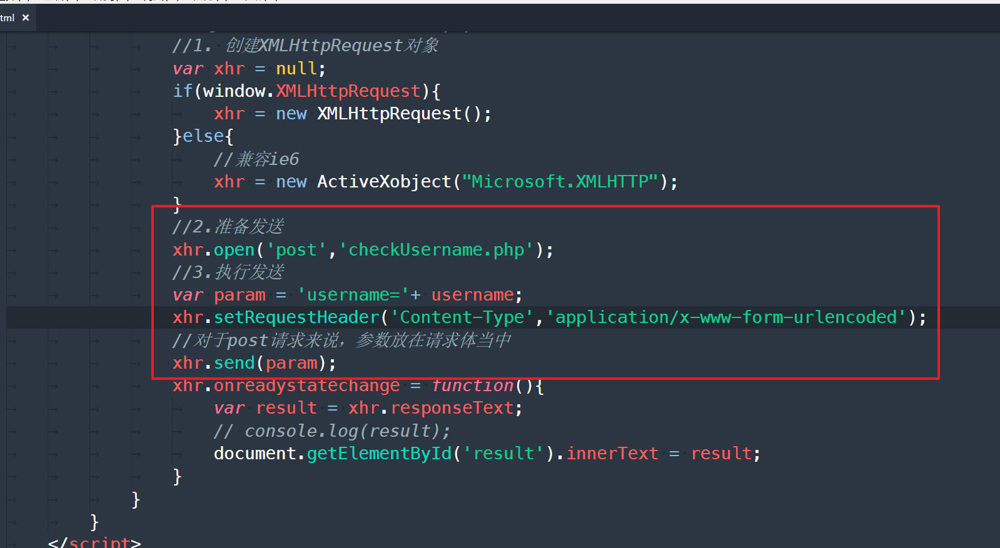 tml ×
//1. 创建XMLHttpRequest对象
var xhr = null;
if(window.XMLHttpRequest){
xhr = new XMLHttpRequest();
}else{
//兼容ie6
xhr = new ActiveXobject("Microsoft.XMLHTTP");
}
//2.准备发送
xhr.open('post','checkUsername.php');
//3.执行发送
var param = 'username='+ username;
xhr.setRequestHeader('Content-Type','application/x-www-form-urlencoded');
//对于post请求来说，参数放在请求体当中
xhr.send(param);
xhr.onreadystatechange = function(){
var result = xhr.responseText;
// console.log(result);
document.getElementById('result').innerText = result;
}
}
}
</script>